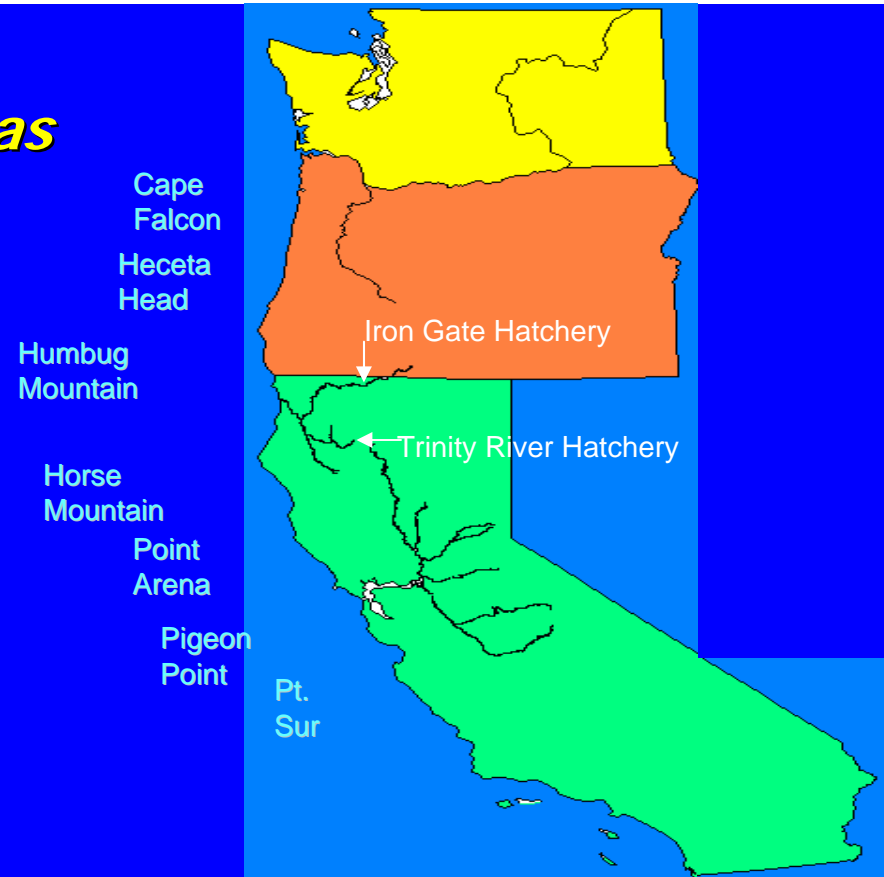 as
Cape
Falcon
Heceta
Head
Iron Gate Hatchery
Humbug
Mountain
Trinity River Hatchery
Horse
Mountain
Point
Arena
Pigeon
Point
Pt.
Sur